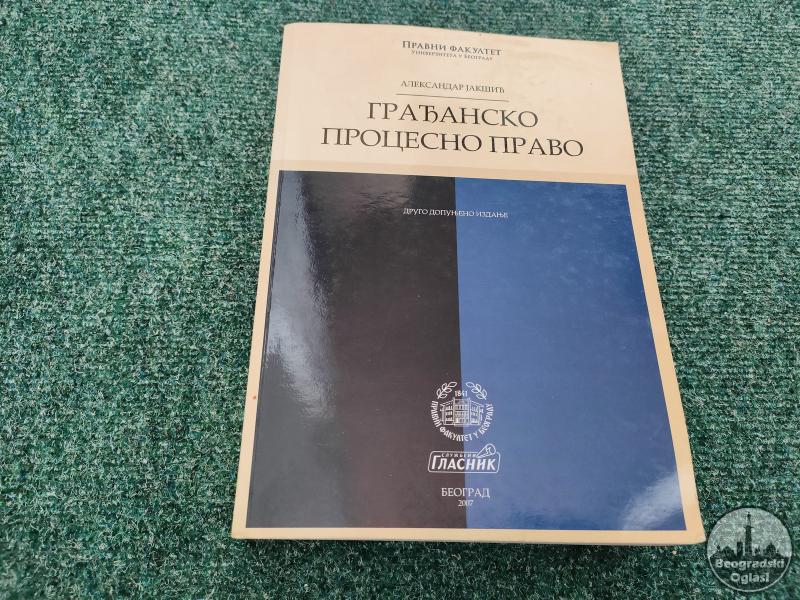 ПРАВНИ ФАКУЛТЕТ
УНИВЕРЗИТЕТА У БЕОГРАДУ
АЛЕКСАНДАР ЈАКШИЋ
ГРАЂАНСКО
ПРОЦЕСНО ПРАВО
ДРУГО ДОПУЊЕНО ИЗДАЊЕ
1841
ПРАВНИ ФАКУЛТЕТ У БЕОГРАДУ
СЛУЖБЕНИ
ГЛАСНИК
БЕОГРАД
2007
Beogradski
Oglasi